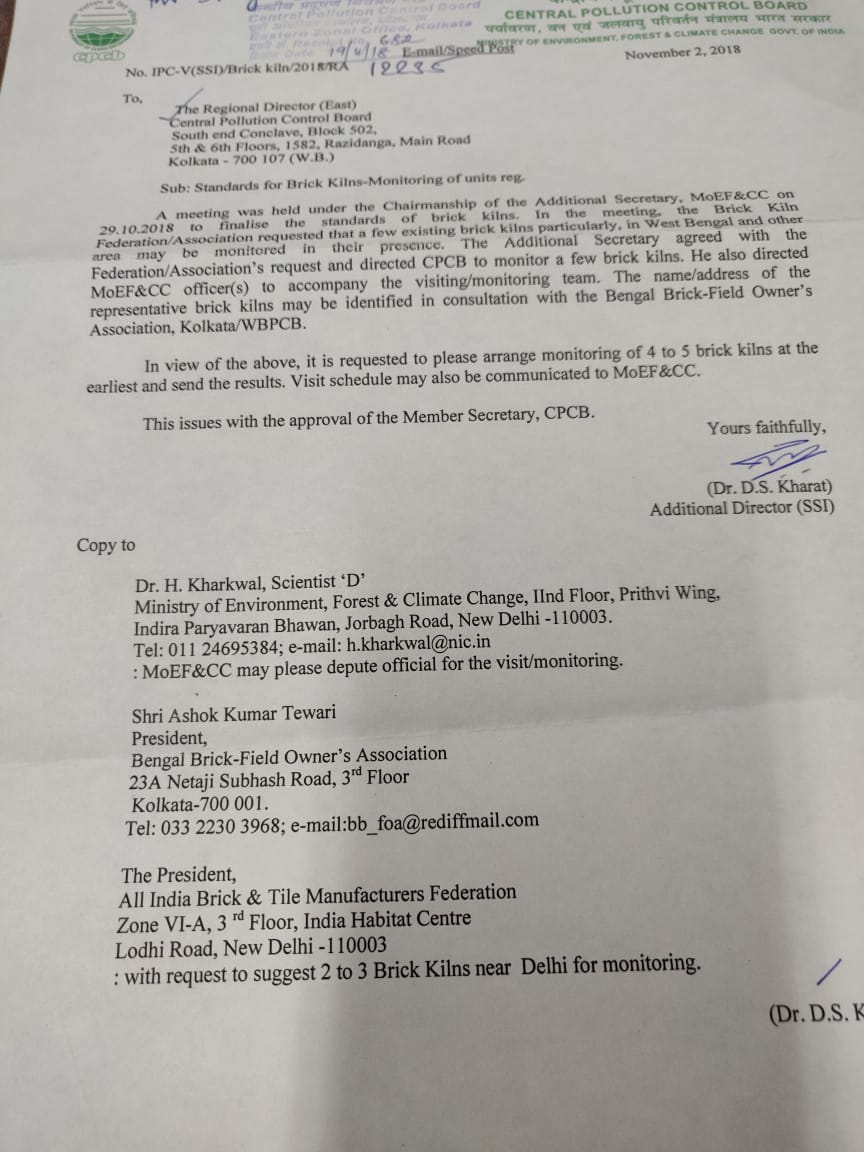 Central Pollution Control Board
CENTRAL POLLUTION CONTROL BOARD
पर्यावरण, वन एवं जलवायु परिवर्तन मंत्रालय भारत सरकार
MINISTRY OF ENVIRONMENT, FOREST & CLIMATE CHANGE GOVT. OF INDIA
Eastern Zonal Office, Kolkata
682
19/11/18
E-mail/Speed Post
November 2, 2018
cpcb
No. IPC-V(SSI)/Brick kiln/2018/RA
12235
To,
The Regional Director (East)
Central Pollution Control Board
South end Conclave, Block 502,
5th & 6th Floors, 1582, Razidanga, Main Road
Kolkata - 700 107 (W.B.)
Sub: Standards for Brick Kilns-Monitoring of units reg.
A meeting was held under the Chairmanship of the Additional Secretary, MoEF&CC on
29.10.2018 to finalise the standards of brick kilns. In the meeting, the Brick Kiln
Federation/Association requested that a few existing brick kilns particularly, in West Bengal and other
area may be monitored in their presence. The Additional Secretary agreed with the
Federation/Association's request and directed CPCB to monitor a few brick kilns. He also directed
MoEF&CC officer(s) to accompany the visiting/monitoring team. The name/address of the
representative brick kilns may be identified in consultation with the Bengal Brick-Field Owner's
Association, Kolkata/WBPCB.
In view of the above, it is requested to please arrange monitoring of 4 to 5 brick kilns at the
earliest and send the results. Visit schedule may also be communicated to MoEF&CC.
This issues with the approval of the Member Secretary, CPCB.
Yours faithfully,
(Dr. D.S. Kharat)
Additional Director (SSI)
Copy to
Dr. H. Kharkwal, Scientist 'D'
Ministry of Environment, Forest & Climate Change, IInd Floor, Prithvi Wing,
Indira Paryavaran Bhawan, Jorbagh Road, New Delhi -110003.
Tel: 011 24695384; e-mail: h.kharkwal@nic.in
: MoEF&CC may please depute official for the visit/monitoring.
Shri Ashok Kumar Tewari
President,
Bengal Brick-Field Owner's Association
23A Netaji Subhash Road, 3rd Floor
Kolkata-700 001.
Tel: 033 2230 3968; e-mail:bb_foa@rediffmail.com
The President,
All India Brick & Tile Manufacturers Federation
Zone VI-A, 3 rd Floor, India Habitat Centre
Lodhi Road, New Delhi -110003
: with request to suggest 2 to 3 Brick Kilns near Delhi for monitoring.
(Dr. D.S. K